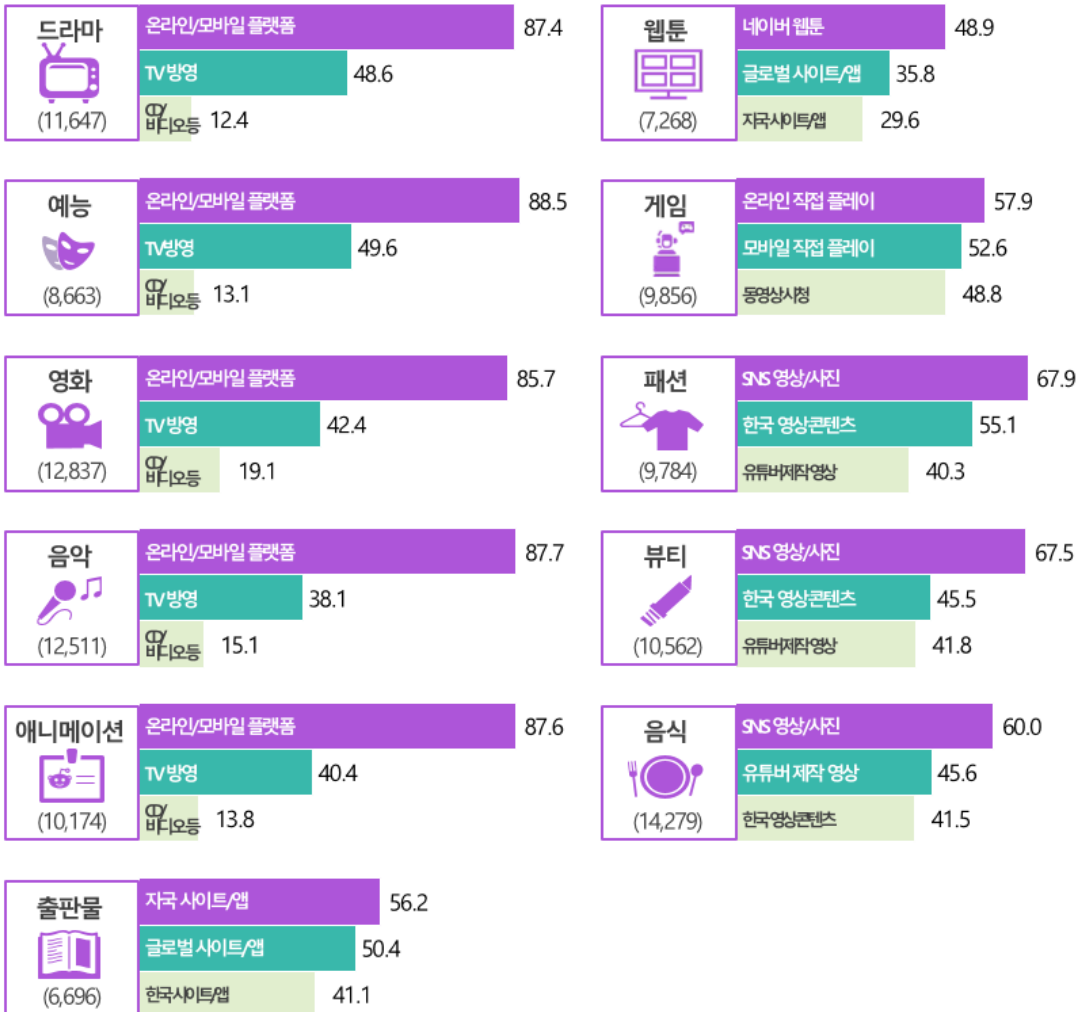 드라마
(11,647)
온라인/모바일 플랫폼 87.4
TV 방영 48.6
CD/
비디오등 12.4
예능
(8,663)
온라인/모바일 플랫폼 88.5
TV방영 49.6
CD/
비디오등 13.1
영화
(12,837)
온라인/모바일 플랫폼 85.7
TV 방영 42.4
CD/
비디오등 19.1
음악
(12,511)
온라인/모바일 플랫폼 87.7
TV 방영 38.1
CD/
비디오등 15.1
애니메이션
(10,174)
온라인/모바일 플랫폼 87.6
TV 방영 40.4
CD/
비디오등 13.8
출판물
(6,696)
자국 사이트/앱 56.2
글로벌 사이트/앱 50.4
한국사이트/앱 41.1
웹툰
(7,268)
네이버 웹툰 48.9
글로벌 사이트/앱 35.8
자국사이트/앱 29.6
게임
(9,856)
온라인 직접 플레이 57.9
모바일 직접 플레이 52.6
동영상시청 48.8
패션
(9,784)
SNS 영상/사진 67.9
한국 영상콘텐츠 55.1
유튜버제작영상 40.3
뷰티
(10,562)
SNS 영상/사진 67.5
한국 영상콘텐츠 45.5
유튜버제작영상 41.8
음식
(14,279)
SNS 영상/사진 60.0
유튜버 제작 영상 45.6
한국영상콘텐츠 41.5